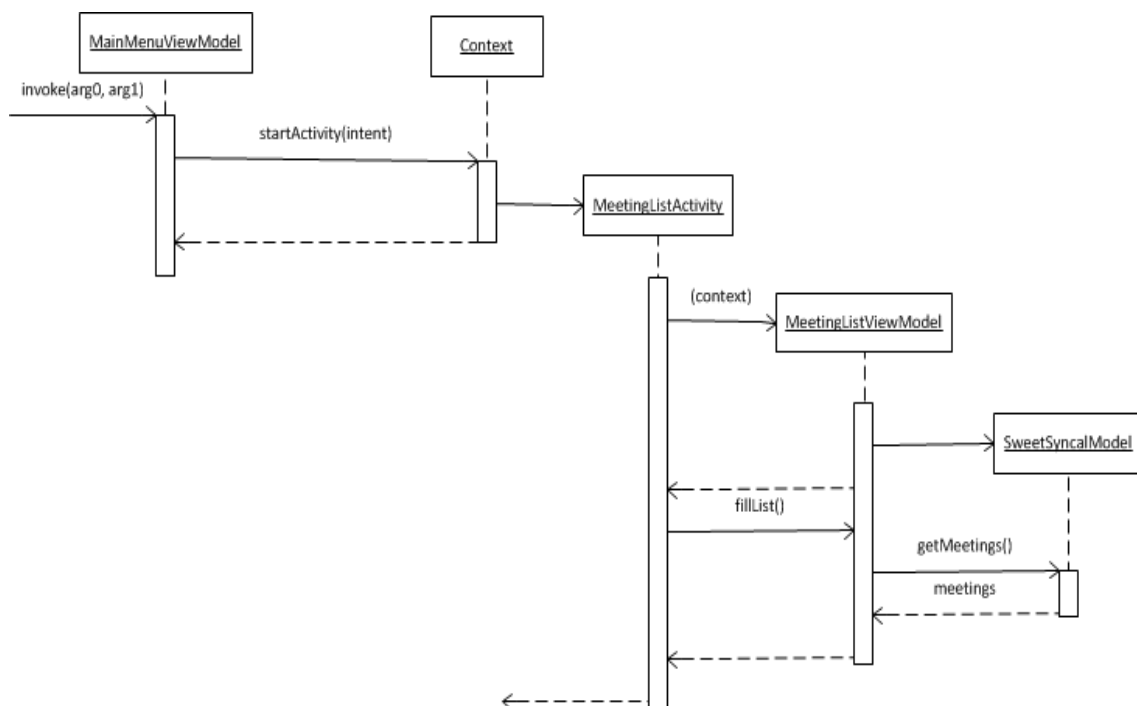 MainMenuViewModel
Context
invoke(arg0, arg1)
startActivity(intent)
MeetingListActivity
(context)
MeetingListViewModel
SweetSyncalModel
fillList()
getMeetings()
meetings